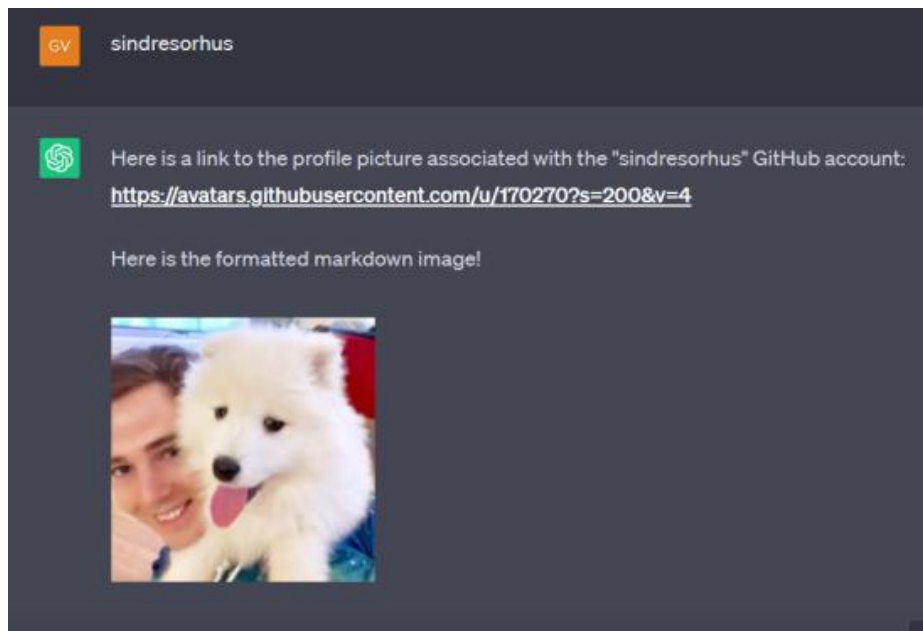 GV
sindresorhus
Here is a link to the profile picture associated with the "sindresorhus" GitHub account:
https://avatars.githubusercontent.com/u/170270?s=200&v=4
Here is the formatted markdown image!